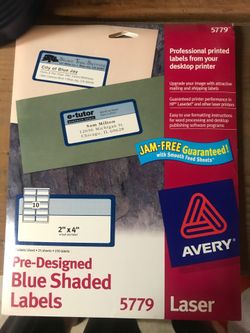 5779
Professional printed
labels from your
desktop printer
Upgrade your image with attractive
mailing and shipping labels
Guaranteed printer performance in
HP® LaserJet® and other laser printers
Easy to use formatting instructions
for word processing and desktop
publishing software programs
City of Blue Jay
e-tutor
Sam Milton
12656 Michigan St.
Chicago, IL 60629
JAM-FREE Guaranteed!
with Smooth Feed Sheets™
10
2" x 4"
AVERY®
Pre-Designed
Blue Shaded
Labels
5779
Laser